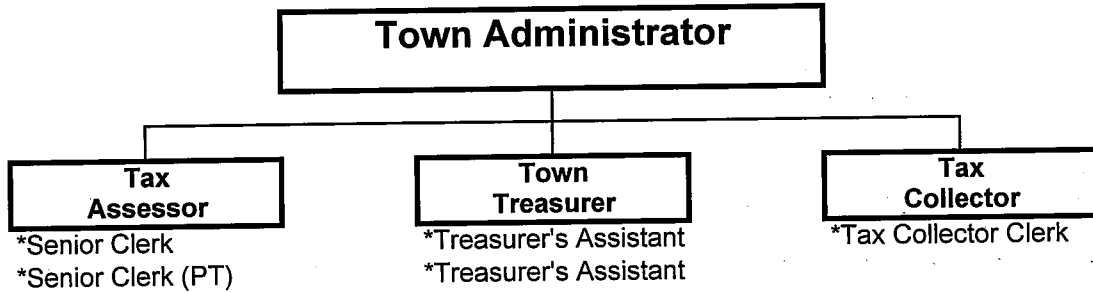 Town Administrator
Tax
Assessor
*Senior Clerk
*Senior Clerk (PT)
Town
Treasurer
*Treasurer's Assistant
*Treasurer's Assistant
Tax
Collector
*Tax Collector Clerk